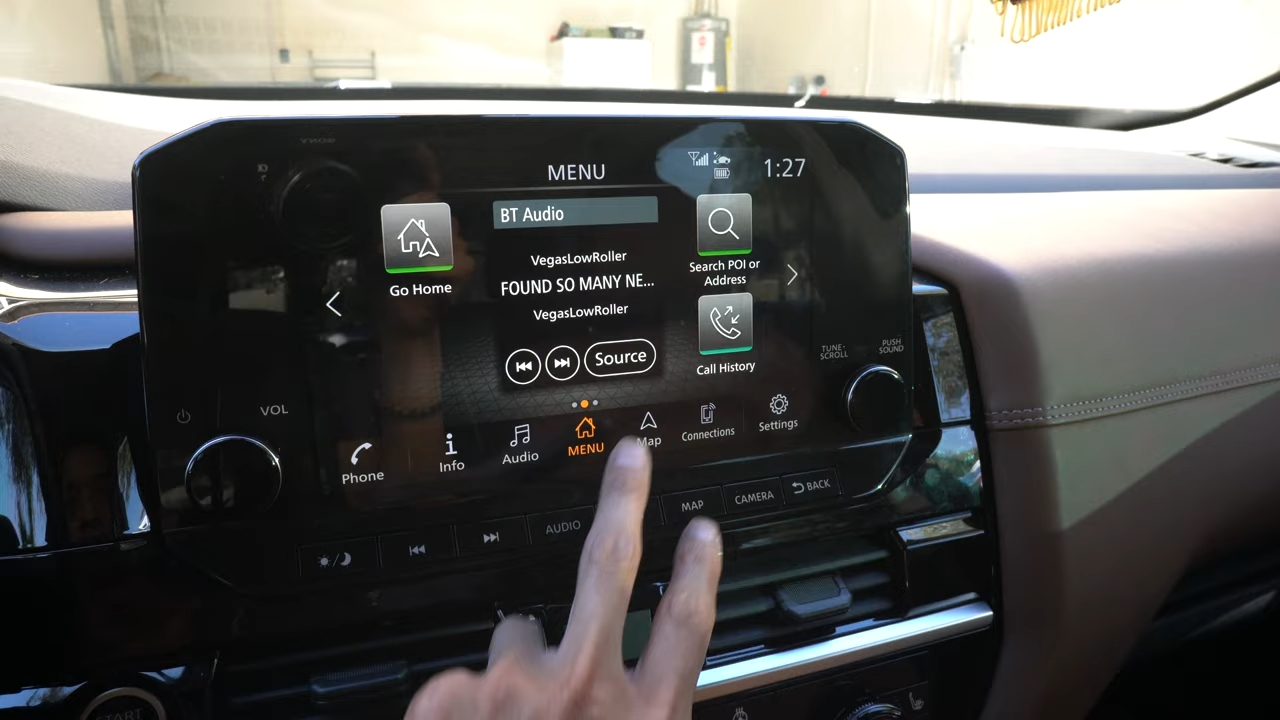 MENU
1:27
BT Audio
VegasLowRoller
FOUND SO MANY NE...
VegasLowRoller
Source
Go Home
Search POI or
Address
Call History
TUNE·
SCROLL
PUSH
SOUND
VOL
Phone
Info
Audio
MENU
Map
Connections
Settings
AUDIO
MAP
CAMERA
BACK
START